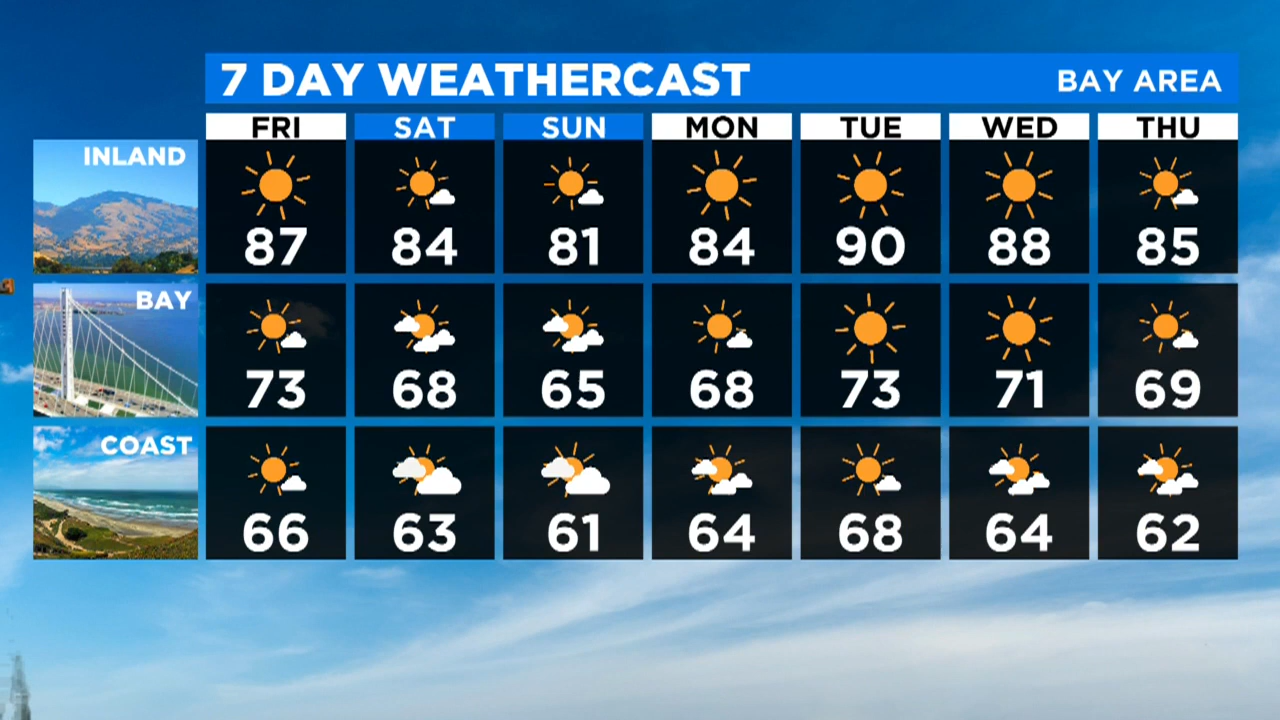 7 DAY WEATHERCAST BAY AREA
FRI SAT SUN MON TUE WED THU
INLAND
87 84 81 84 90 88 85
BAY
73 68 65 68 73 71 69
COAST
66 63 61 64 68 64 62